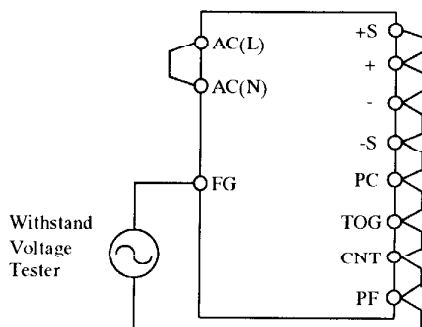 AC(L)
AC(N)
FG
Withstand
Voltage
Tester
+S
+
-
-S
PC
TOG
CNT
PF